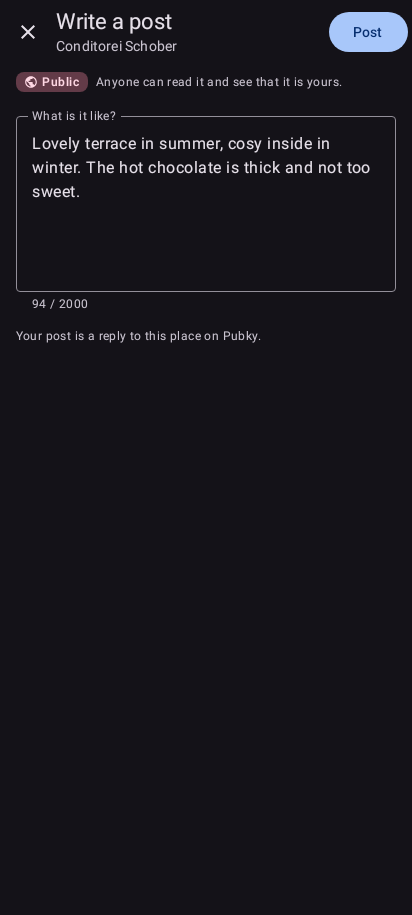 Write a post
Conditorei Schober
Post
Public Anyone can read it and see that it is yours.
What is it like?
Lovely terrace in summer, cosy inside in
winter. The hot chocolate is thick and not too
sweet.
94 / 2000
Your post is a reply to this place on Pubky.